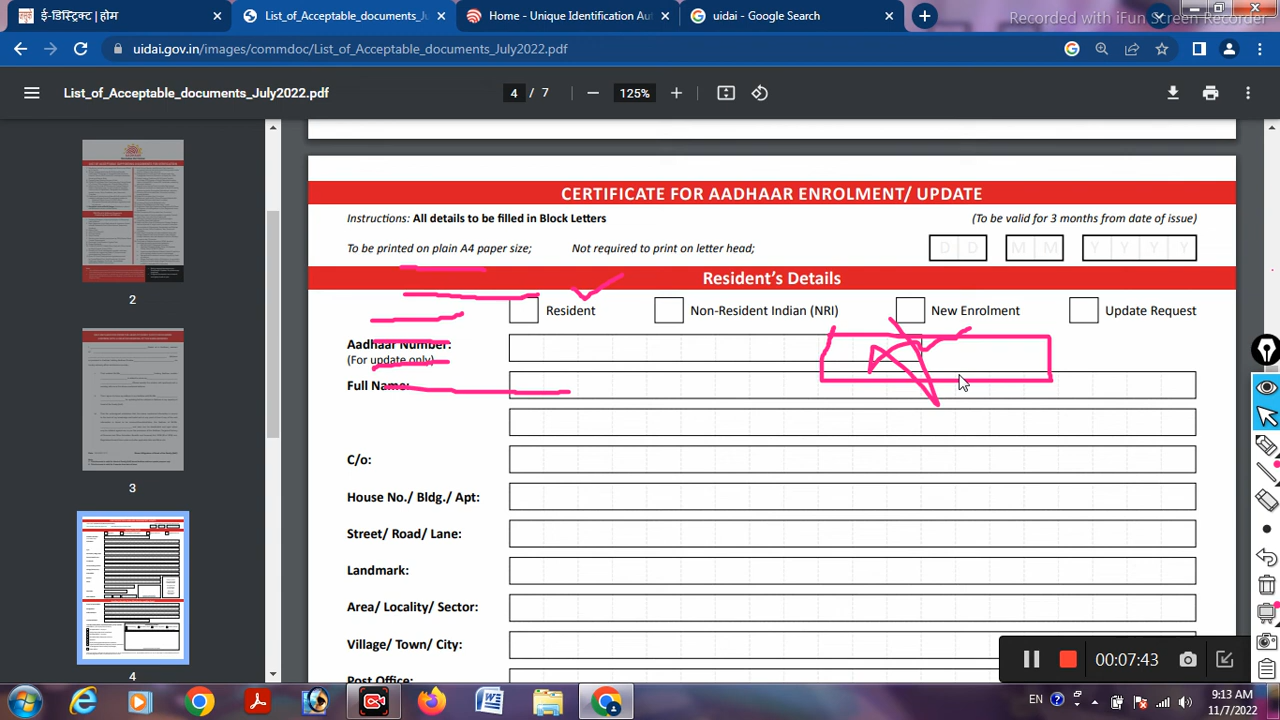 ई-डिस्ट्रिक्ट | होम
List_of_Acceptable_documents_J
Home - Unique Identification Aut
uidai - Google Search
Recorded with iFun Screen Recorder
uidai.gov.in/images/commdoc/List_of_Acceptable_documents_July2022.pdf
List_of_Acceptable_documents_July2022.pdf
4 / 7
125%
CERTIFICATE FOR AADHAAR ENROLMENT/ UPDATE
Instructions: All details to be filled in Block Letters
(To be valid for 3 months from date of issue)
To be printed on plain A4 paper size;
Not required to print on letter head;
Resident's Details
Resident
Non-Resident Indian (NRI)
New Enrolment
Update Request
Aadhaar Number:
(For update only)
Full Name:
C/o:
House No./ Bldg./ Apt:
Street/ Road/ Lane:
Landmark:
Area/ Locality/ Sector:
Village/ Town/ City:
Post Office:
2
3
4
00:07:43
EN
9:13 AM
11/7/2022